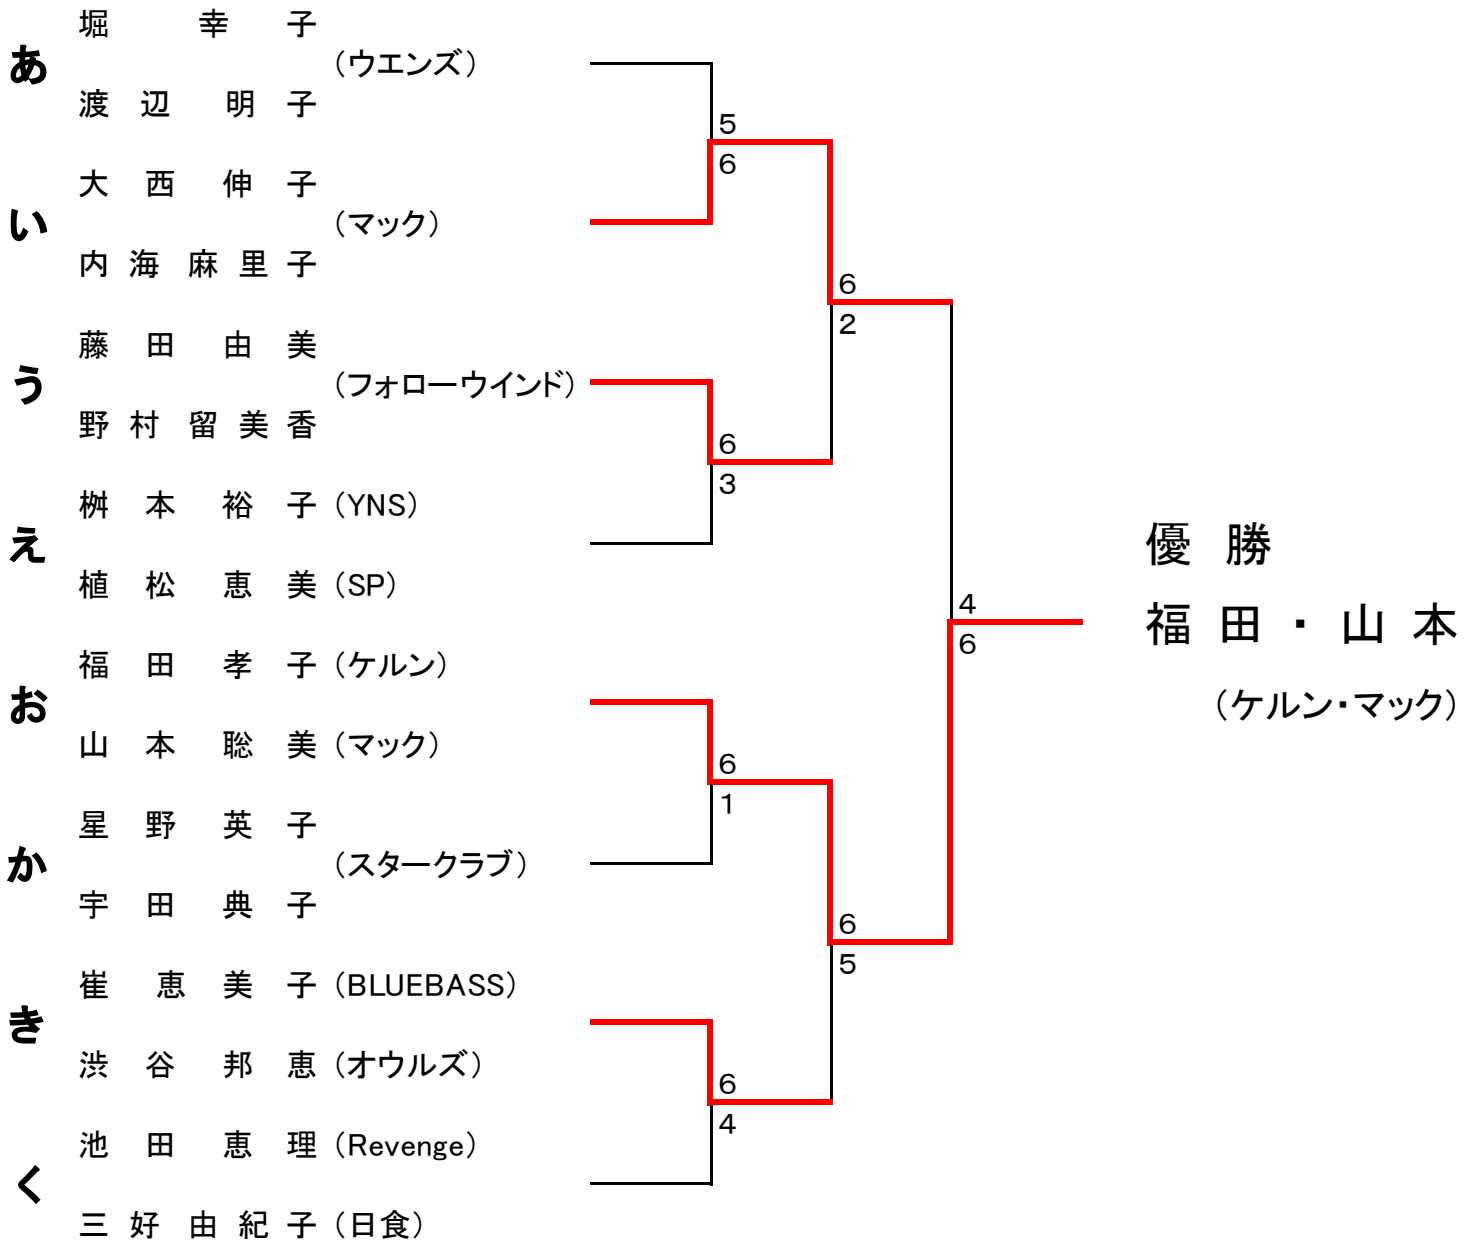 堀幸子
あ (ウエンズ)
渡辺明子
5
大西伸子
6
い (マック)
内海麻里子
6
2
藤田由美
う (フォローウインド)
野村留美香
6
3
桝本裕子 (YNS)
え
植松恵美 (SP)
優勝
4
福田・山本
6
福田孝子 (ケルン)
お
(ケルン・マック)
山本聡美 (マック)
6
1
星野英子
か (スタークラブ)
宇田典子
6
5
崔恵美子 (BLUEBASS)
き
渋谷邦恵 (オウルズ)
6
4
池田恵理 (Revenge)
く
三好由紀子 (日食)